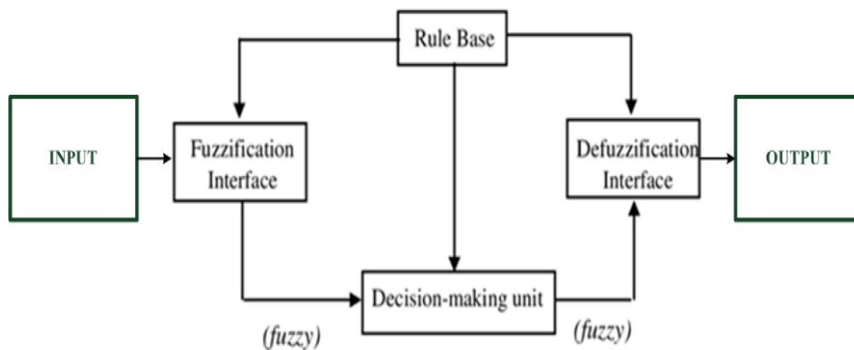 Rule Base
INPUT
Fuzzification
Interface
Defuzzification
Interface
OUTPUT
Decision-making unit
(fuzzy)
(fuzzy)